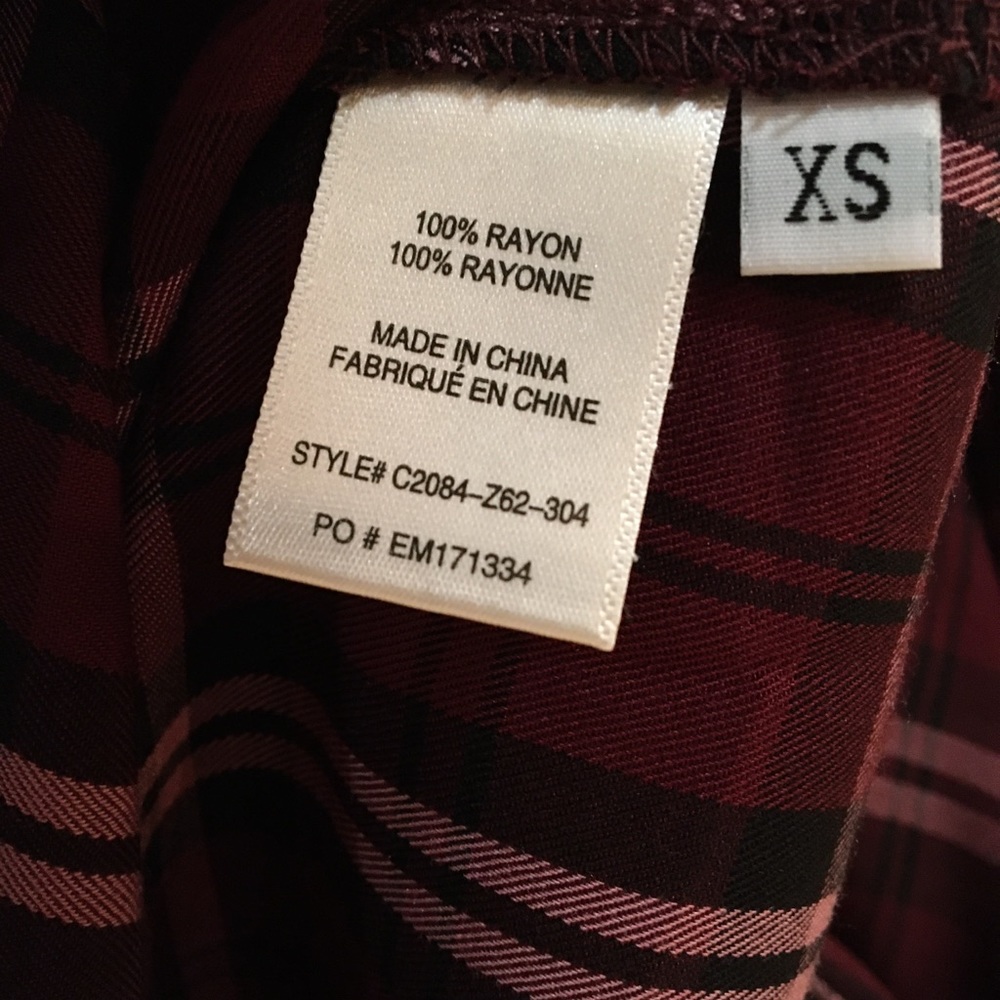 100% RAYON
100% RAYONNE
MADE IN CHINA
FABRIQUÉ EN CHINE
STYLE# C2084-Z62-304
PO # EM171334
XS